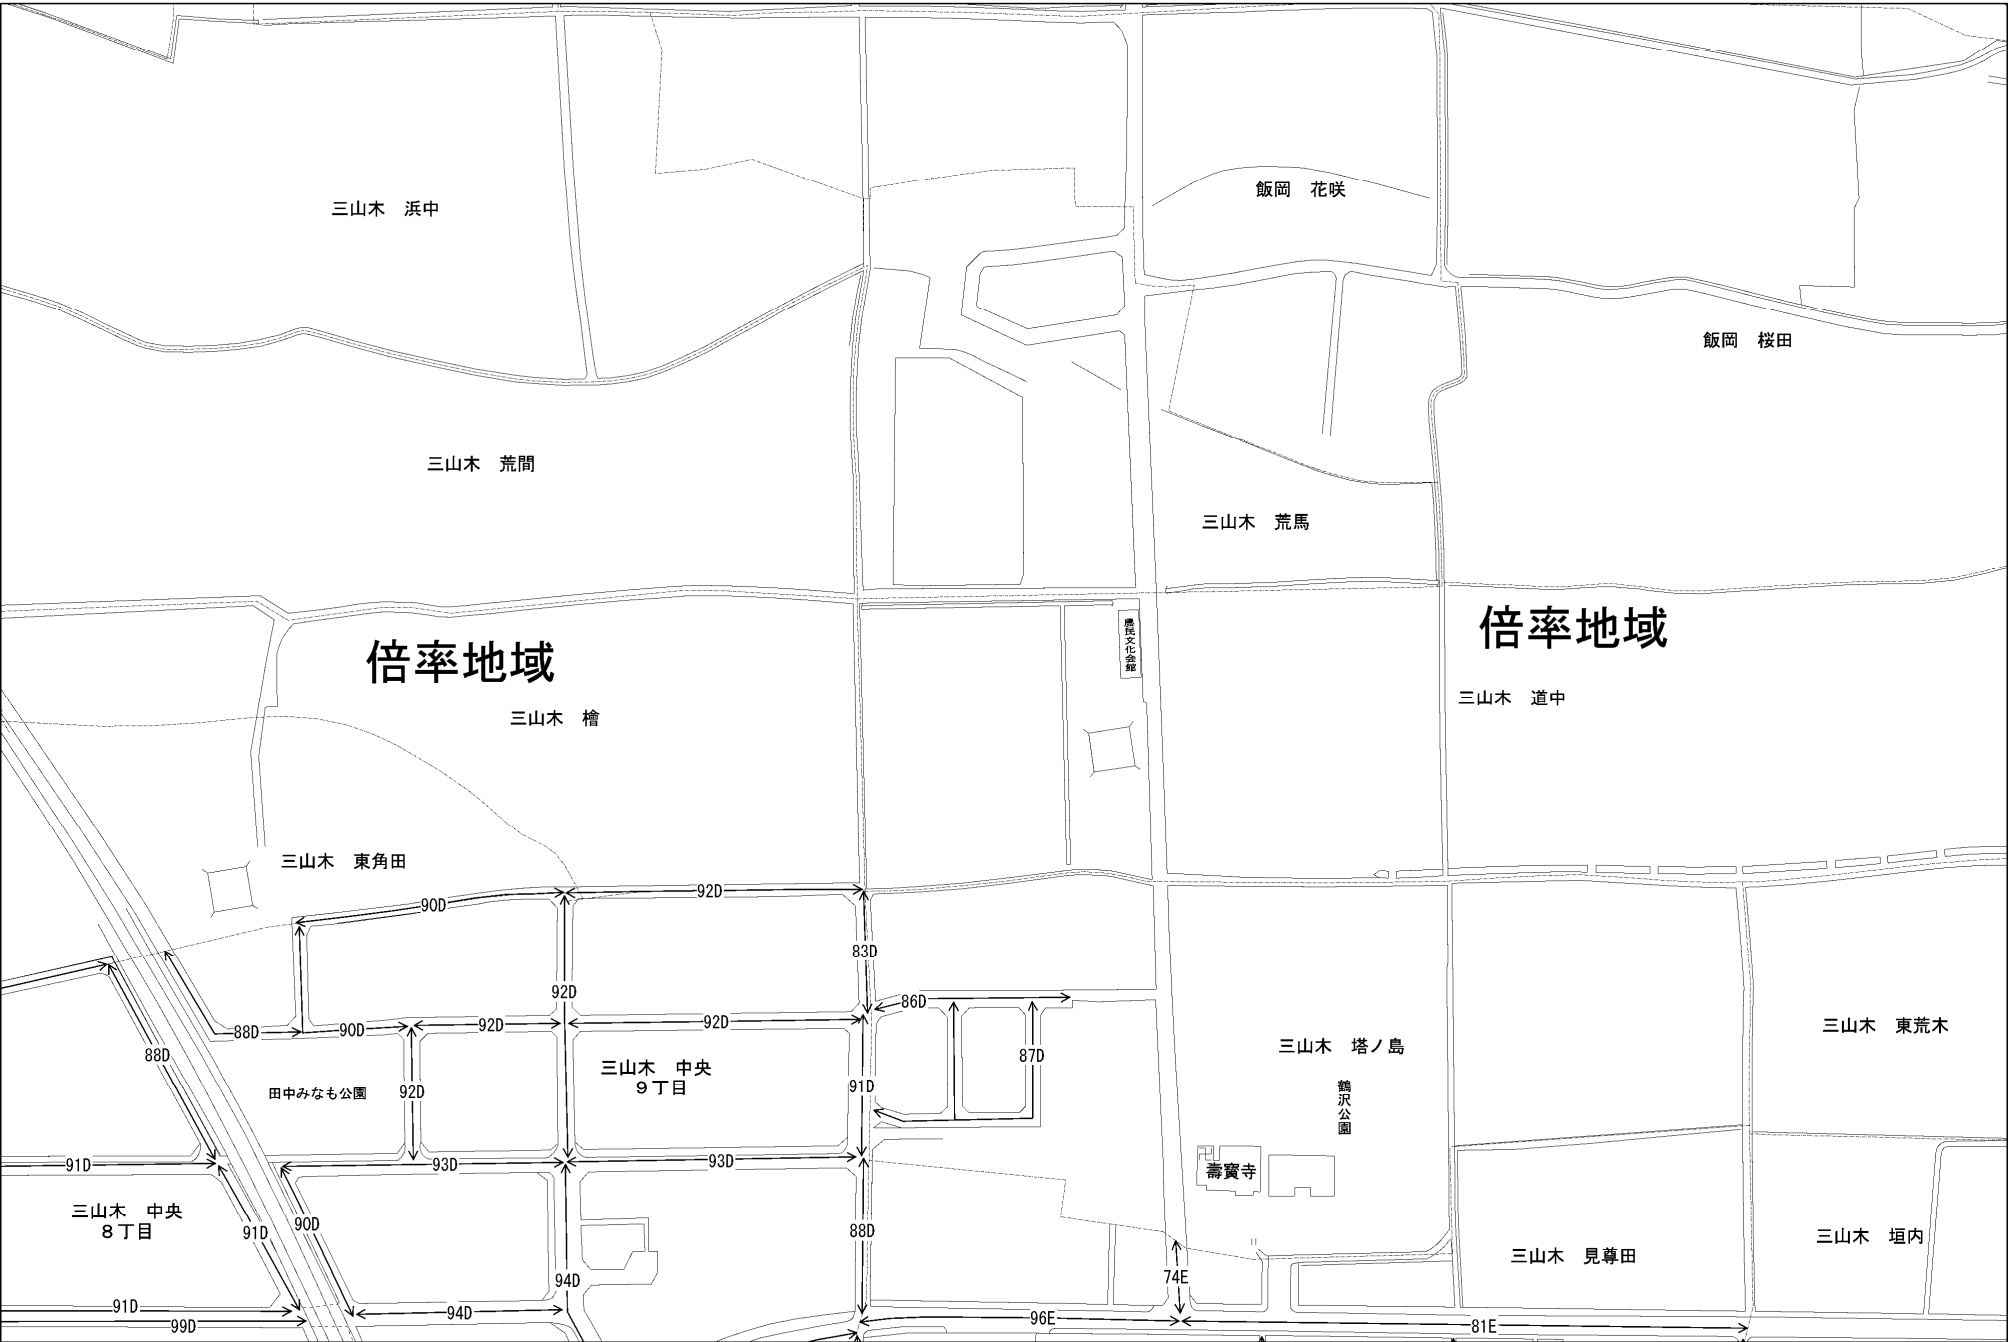 飯岡　花咲
三山木　浜中
飯岡　桜田
三山木　荒間
三山木　荒馬
倍率地域
農民文化会館
倍率地域
三山木　道中
三山木　檜
三山木　東角田
92D
90D
83D
92D
86D
88D
90D
92D
92D
三山木　東荒木
三山木　塔ノ島
88D
87D
三山木　中央
９丁目
91D
田中みなも公園
92D
鶴沢公園
91D
93D
93D
壽寳寺
三山木　中央
８丁目
90D
91D
88D
三山木　垣内
三山木　見尊田
74E
94D
91D
94D
96E
99D
81E